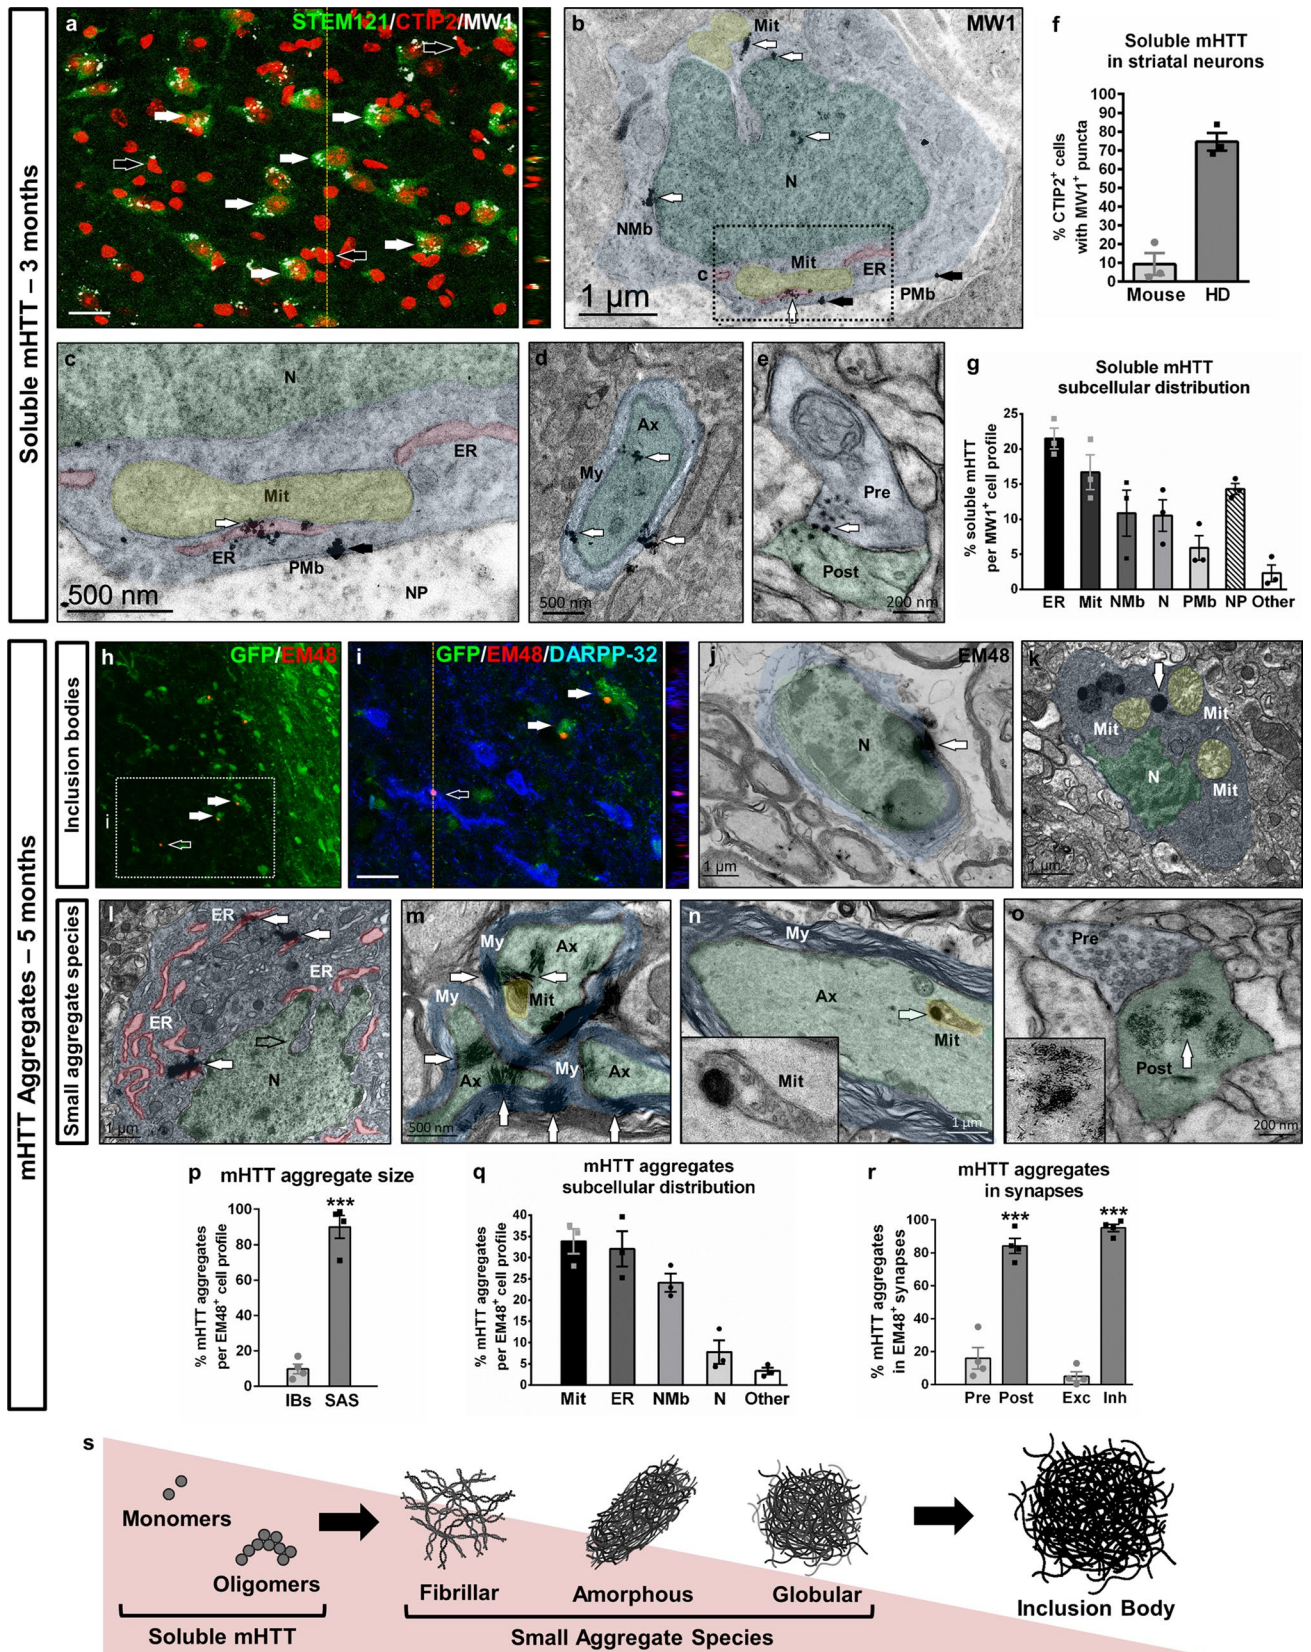 Soluble mHTT – 3 months
a
STEM121/CTIP2/MW1
b
Mit
MW1
N
NMb
Mit
ER
c
PMb
1 µm
f
Soluble mHTT
in striatal neurons
% CTIP2+ cells
with MW1+ puncta
100
90
80
70
60
50
40
30
20
10
0
Mouse HD
c
N
ER
Mit
ER
PMb
NP
500 nm
d
Ax
My
500 nm
e
Pre
Post
200 nm
g
Soluble mHTT
subcellular distribution
% soluble mHTT
per MW1+ cell profile
25
20
15
10
5
0
ER Mit NMb N PMb NP Other
mHTT Aggregates – 5 months
Inclusion bodies
h
GFP/EM48
i
i
GFP/EM48/DARPP-32
j
EM48
N
1 µm
k
Mit
Mit
N
Mit
1 µm
Small aggregate species
l
ER
ER
ER
N
1 µm
m
My
Ax
Mit
My
My
Ax
Ax
500 nm
n
My
Ax
Mit
Mit
1 µm
o
Pre
Post
200 nm
p
mHTT aggregate size
% mHTT aggregates
per EM48+ cell profile
100
80
60
40
20
0
***
IBs SAS
q
mHTT aggregates
subcellular distribution
% mHTT aggregates
per EM48+ cell profile
40
35
30
25
20
15
10
5
0
Mit ER NMb N Other
r
mHTT aggregates
in synapses
% mHTT aggregates
in EM48+ synapses
100
80
60
40
20
0
*** ***
Pre Post Exc Inh
s
Monomers
Oligomers
Soluble mHTT
Fibrillar Amorphous Globular
Small Aggregate Species
Inclusion Body